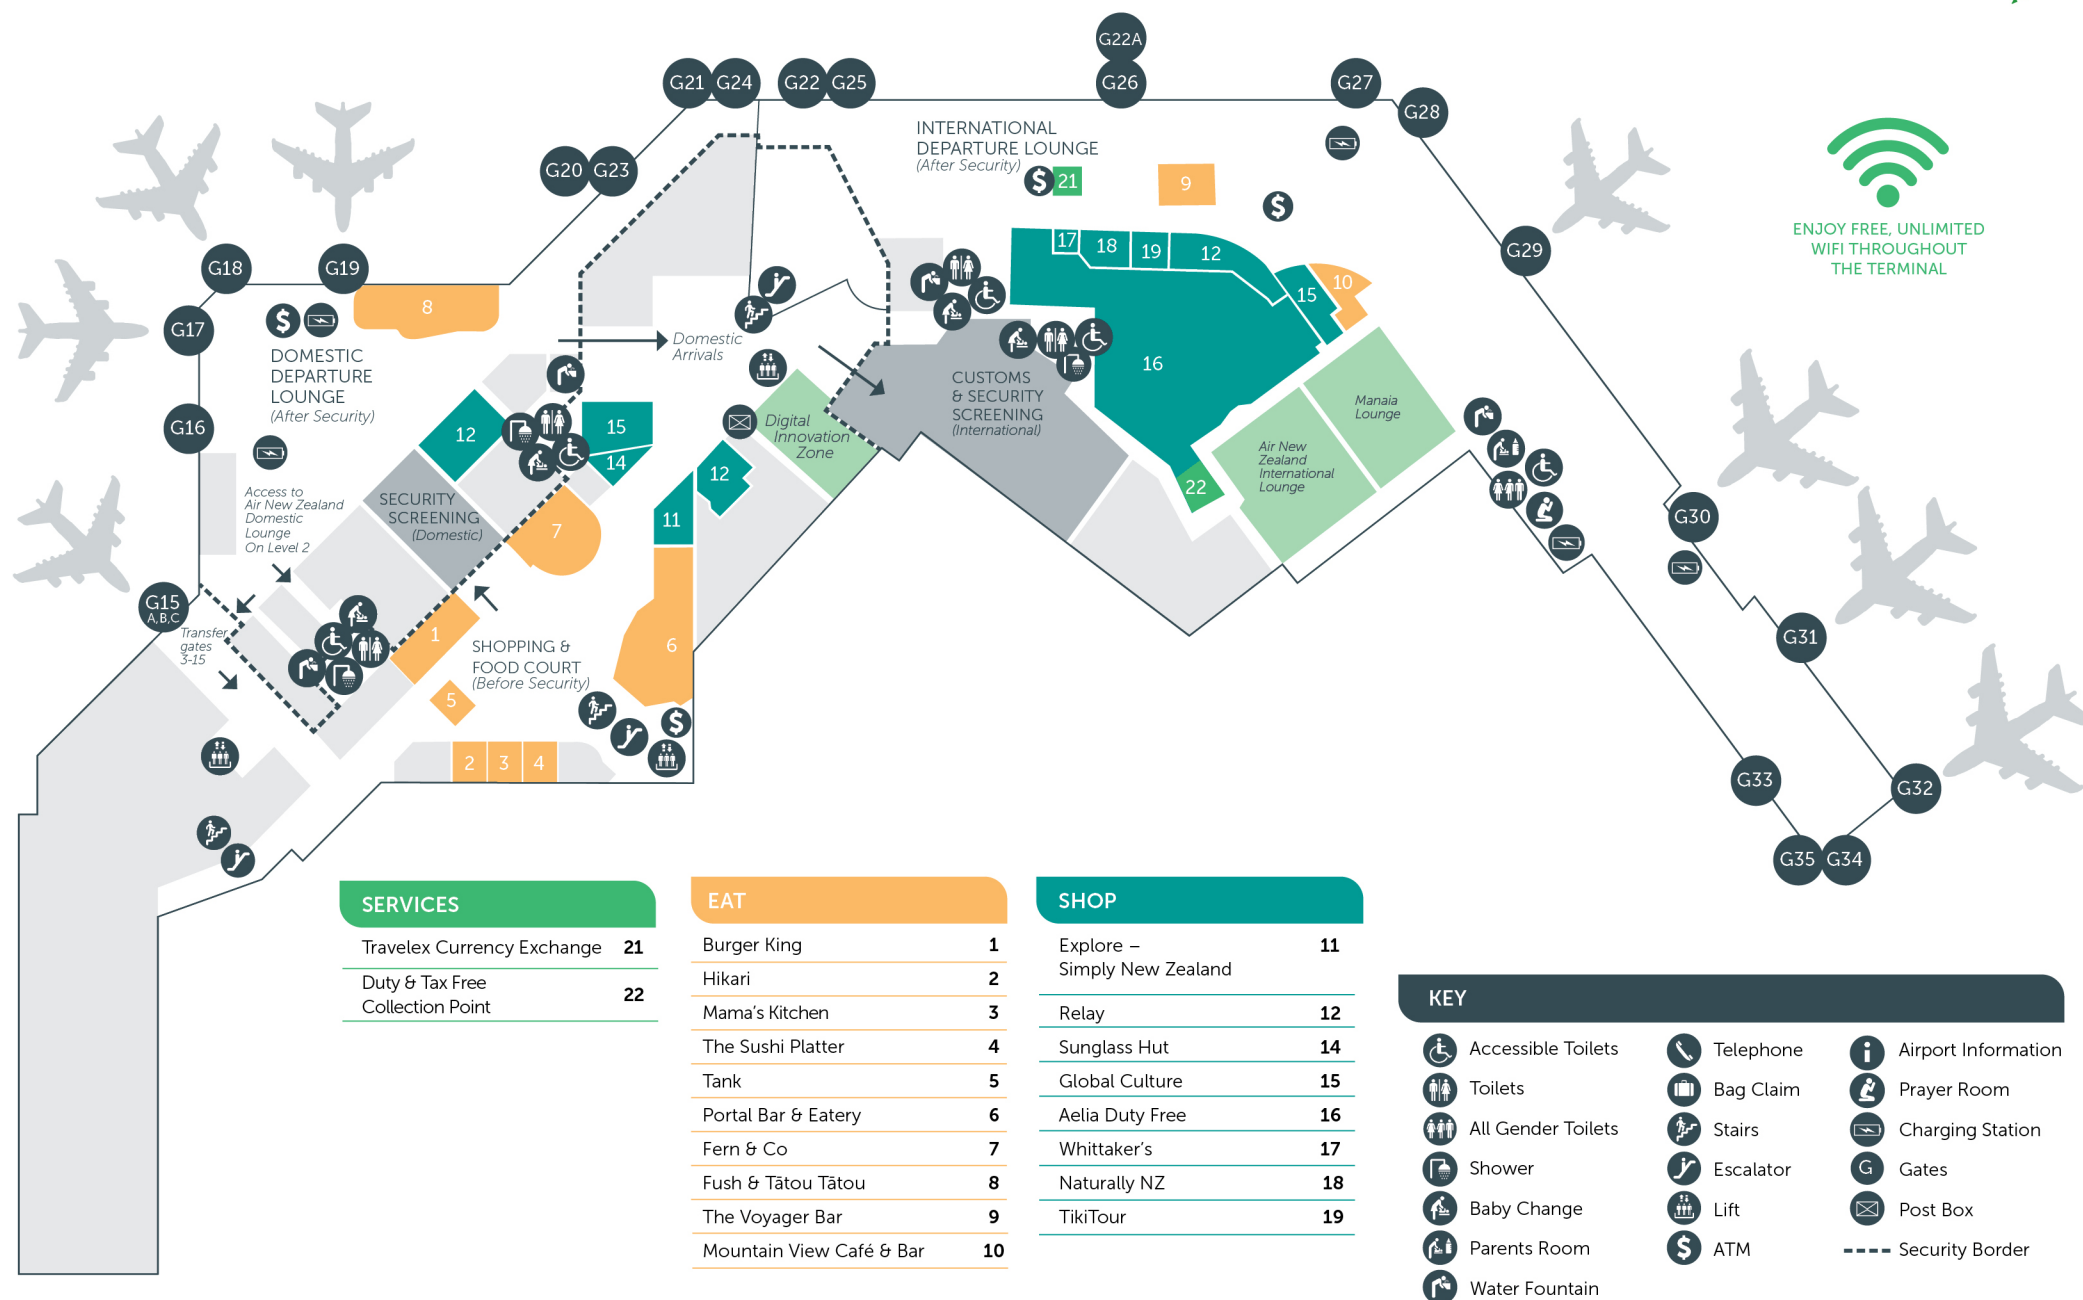 G22A
G21
G24
G22
G25
G26
G27
G28
INTERNATIONAL
DEPARTURE LOUNGE
(After Security)
21
9
G20
G23
G18
G19
8
G17
G16
DOMESTIC
DEPARTURE
LOUNGE
(After Security)
Domestic
Arrivals
17
18
19
12
15
10
16
G29
ENJOY FREE, UNLIMITED
WIFI THROUGHOUT
THE TERMINAL
CUSTOMS
& SECURITY
SCREENING
(International)
Manaia
Lounge
Air New
Zealand
International
Lounge
22
Digital
Innovation
Zone
12
15
14
12
11
SECURITY
SCREENING
(Domestic)
7
Access to
Air New Zealand
Domestic
Lounge
On Level 2
G15
A,B,C
Transfer
gates
3-15
1
SHOPPING &
FOOD COURT
(Before Security)
6
5
2
3
4
G30
G31
G33
G32
G35
G34
SERVICES
Travelex Currency Exchange 21
Duty & Tax Free
Collection Point 22
EAT
Burger King 1
Hikari 2
Mama's Kitchen 3
The Sushi Platter 4
Tank 5
Portal Bar & Eatery 6
Fern & Co 7
Fush & Tātou Tātou 8
The Voyager Bar 9
Mountain View Café & Bar 10
SHOP
Explore – 11
Simply New Zealand
Relay 12
Sunglass Hut 14
Global Culture 15
Aelia Duty Free 16
Whittaker's 17
Naturally NZ 18
TikiTour 19
KEY
Accessible Toilets
Toilets
All Gender Toilets
Shower
Baby Change
Parents Room
Water Fountain
Telephone
Bag Claim
Stairs
Escalator
Lift
$ ATM
i Airport Information
Prayer Room
Charging Station
G Gates
Post Box
Security Border